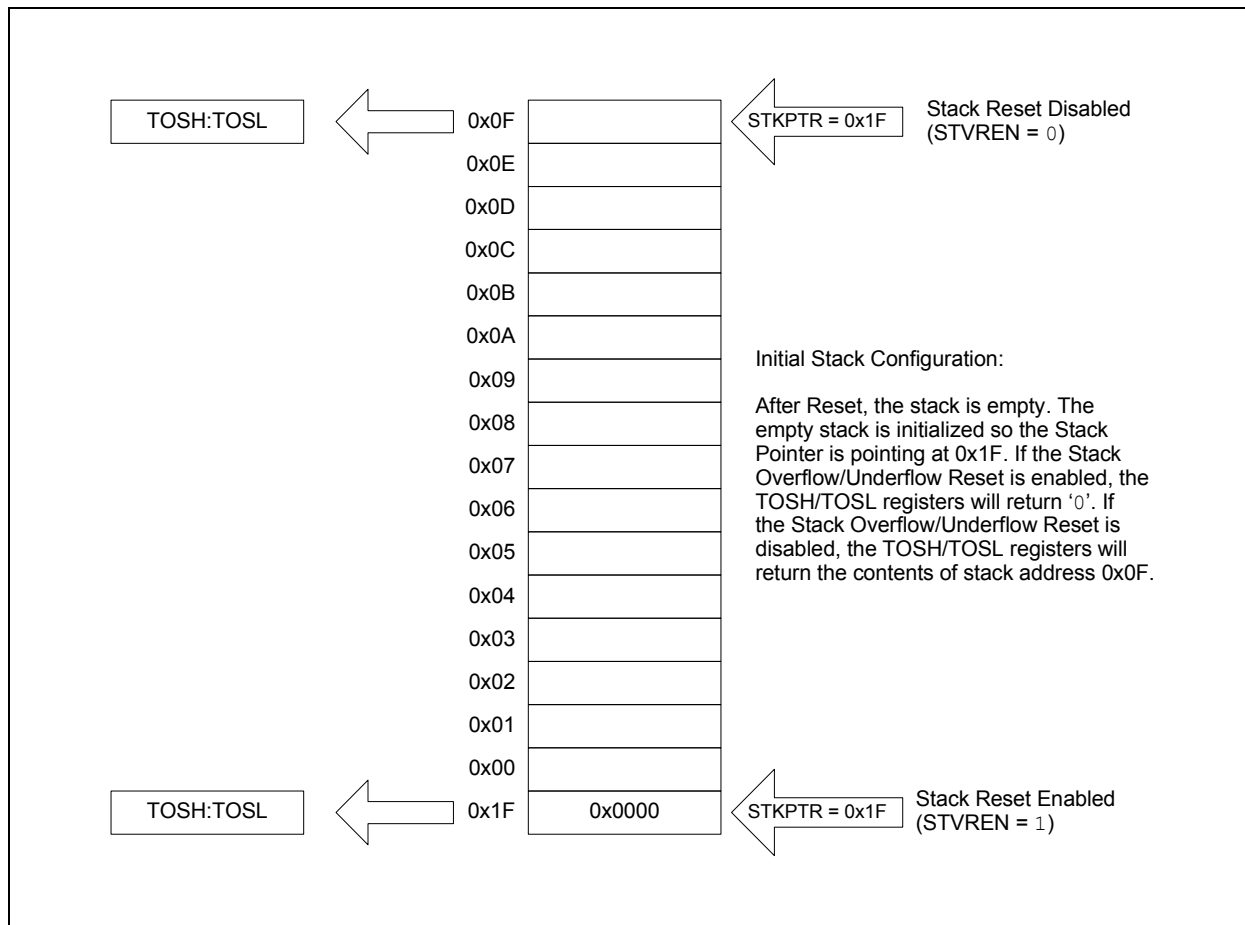 TOSH:TOSL
0x0F
STKPTR = 0x1F
Stack Reset Disabled
(STVREN = 0)
0x0E
0x0D
0x0C
0x0B
0x0A
0x09
0x08
0x07
0x06
0x05
0x04
0x03
0x02
0x01
0x00
Initial Stack Configuration:
After Reset, the stack is empty. The
empty stack is initialized so the Stack
Pointer is pointing at 0x1F. If the Stack
Overflow/Underflow Reset is enabled, the
TOSH/TOSL registers will return ‘0’. If
the Stack Overflow/Underflow Reset is
disabled, the TOSH/TOSL registers will
return the contents of stack address 0x0F.
TOSH:TOSL
0x1F
0x0000
STKPTR = 0x1F
Stack Reset Enabled
(STVREN = 1)